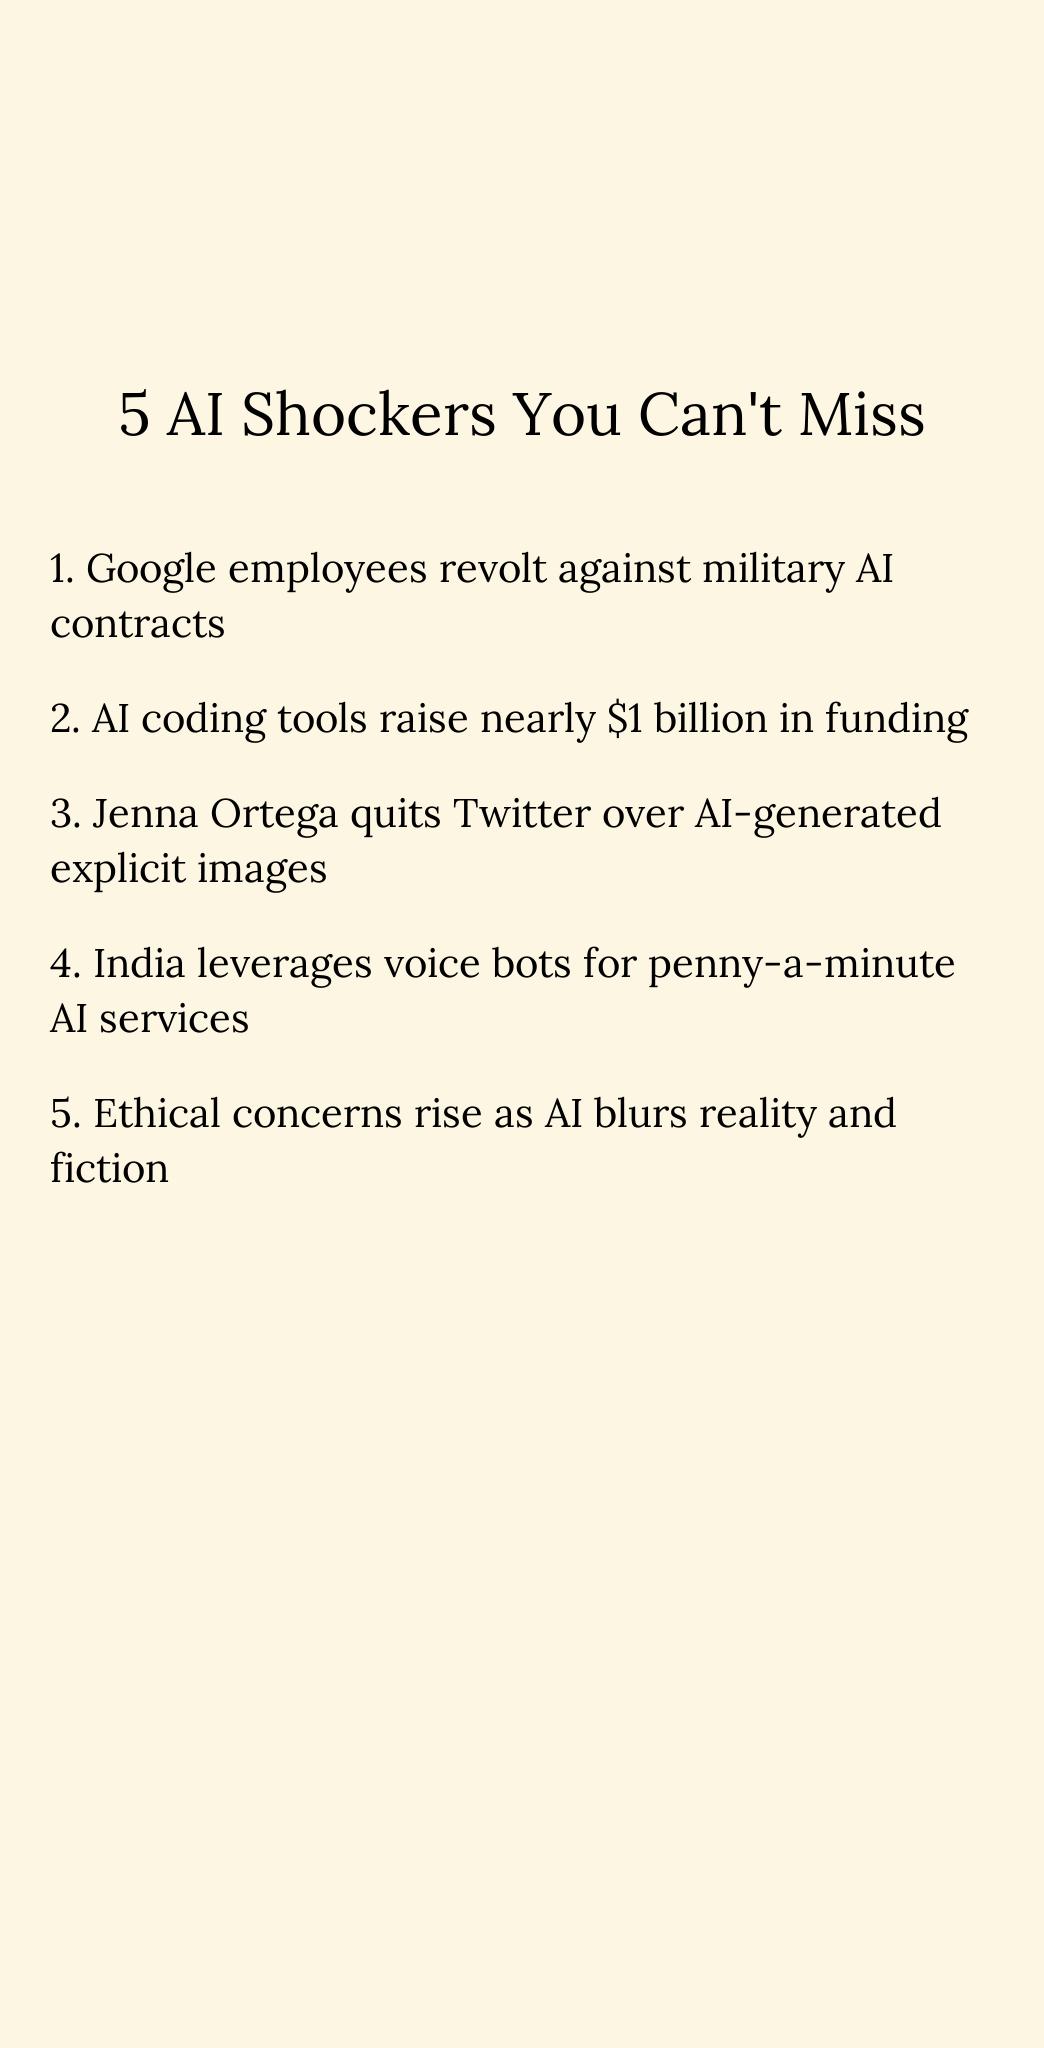 5 AI Shockers You Can't Miss
1. Google employees revolt against military AI
contracts
2. AI coding tools raise nearly $1 billion in funding
3. Jenna Ortega quits Twitter over AI-generated
explicit images
4. India leverages voice bots for penny-a-minute
AI services
5. Ethical concerns rise as AI blurs reality and
fiction